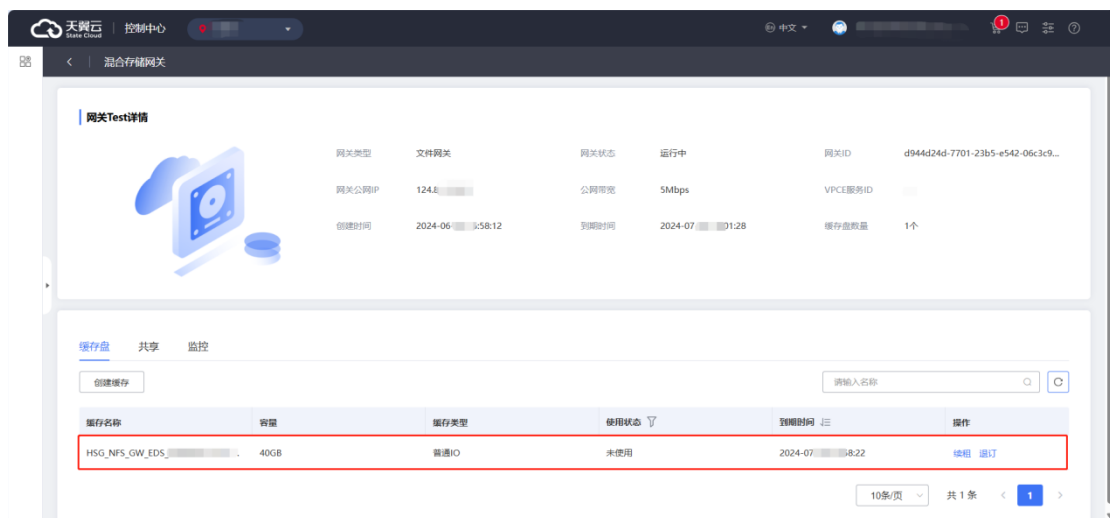 天翼云 State Cloud 控制中心 中文 1
混合存储网关
网关Test详情
网关类型 文件网关 网关状态 运行中 网关ID d944d24d-7701-23b5-e542-06c3c9...
网关公网IP 124. 公网带宽 5Mbps VPCE服务ID
创建时间 2024-06- :58:12 到期时间 2024-07 01:28 缓存盘数量 1个
缓存盘 共享 监控
创建缓存 请输入名称
缓存名称 容量 缓存类型 使用状态 到期时间 操作
HSG_NFS_GW_EDS_ . 40GB 普通IO 未使用 2024-07 8:22 续租 退订
10条/页 共 1 条 1